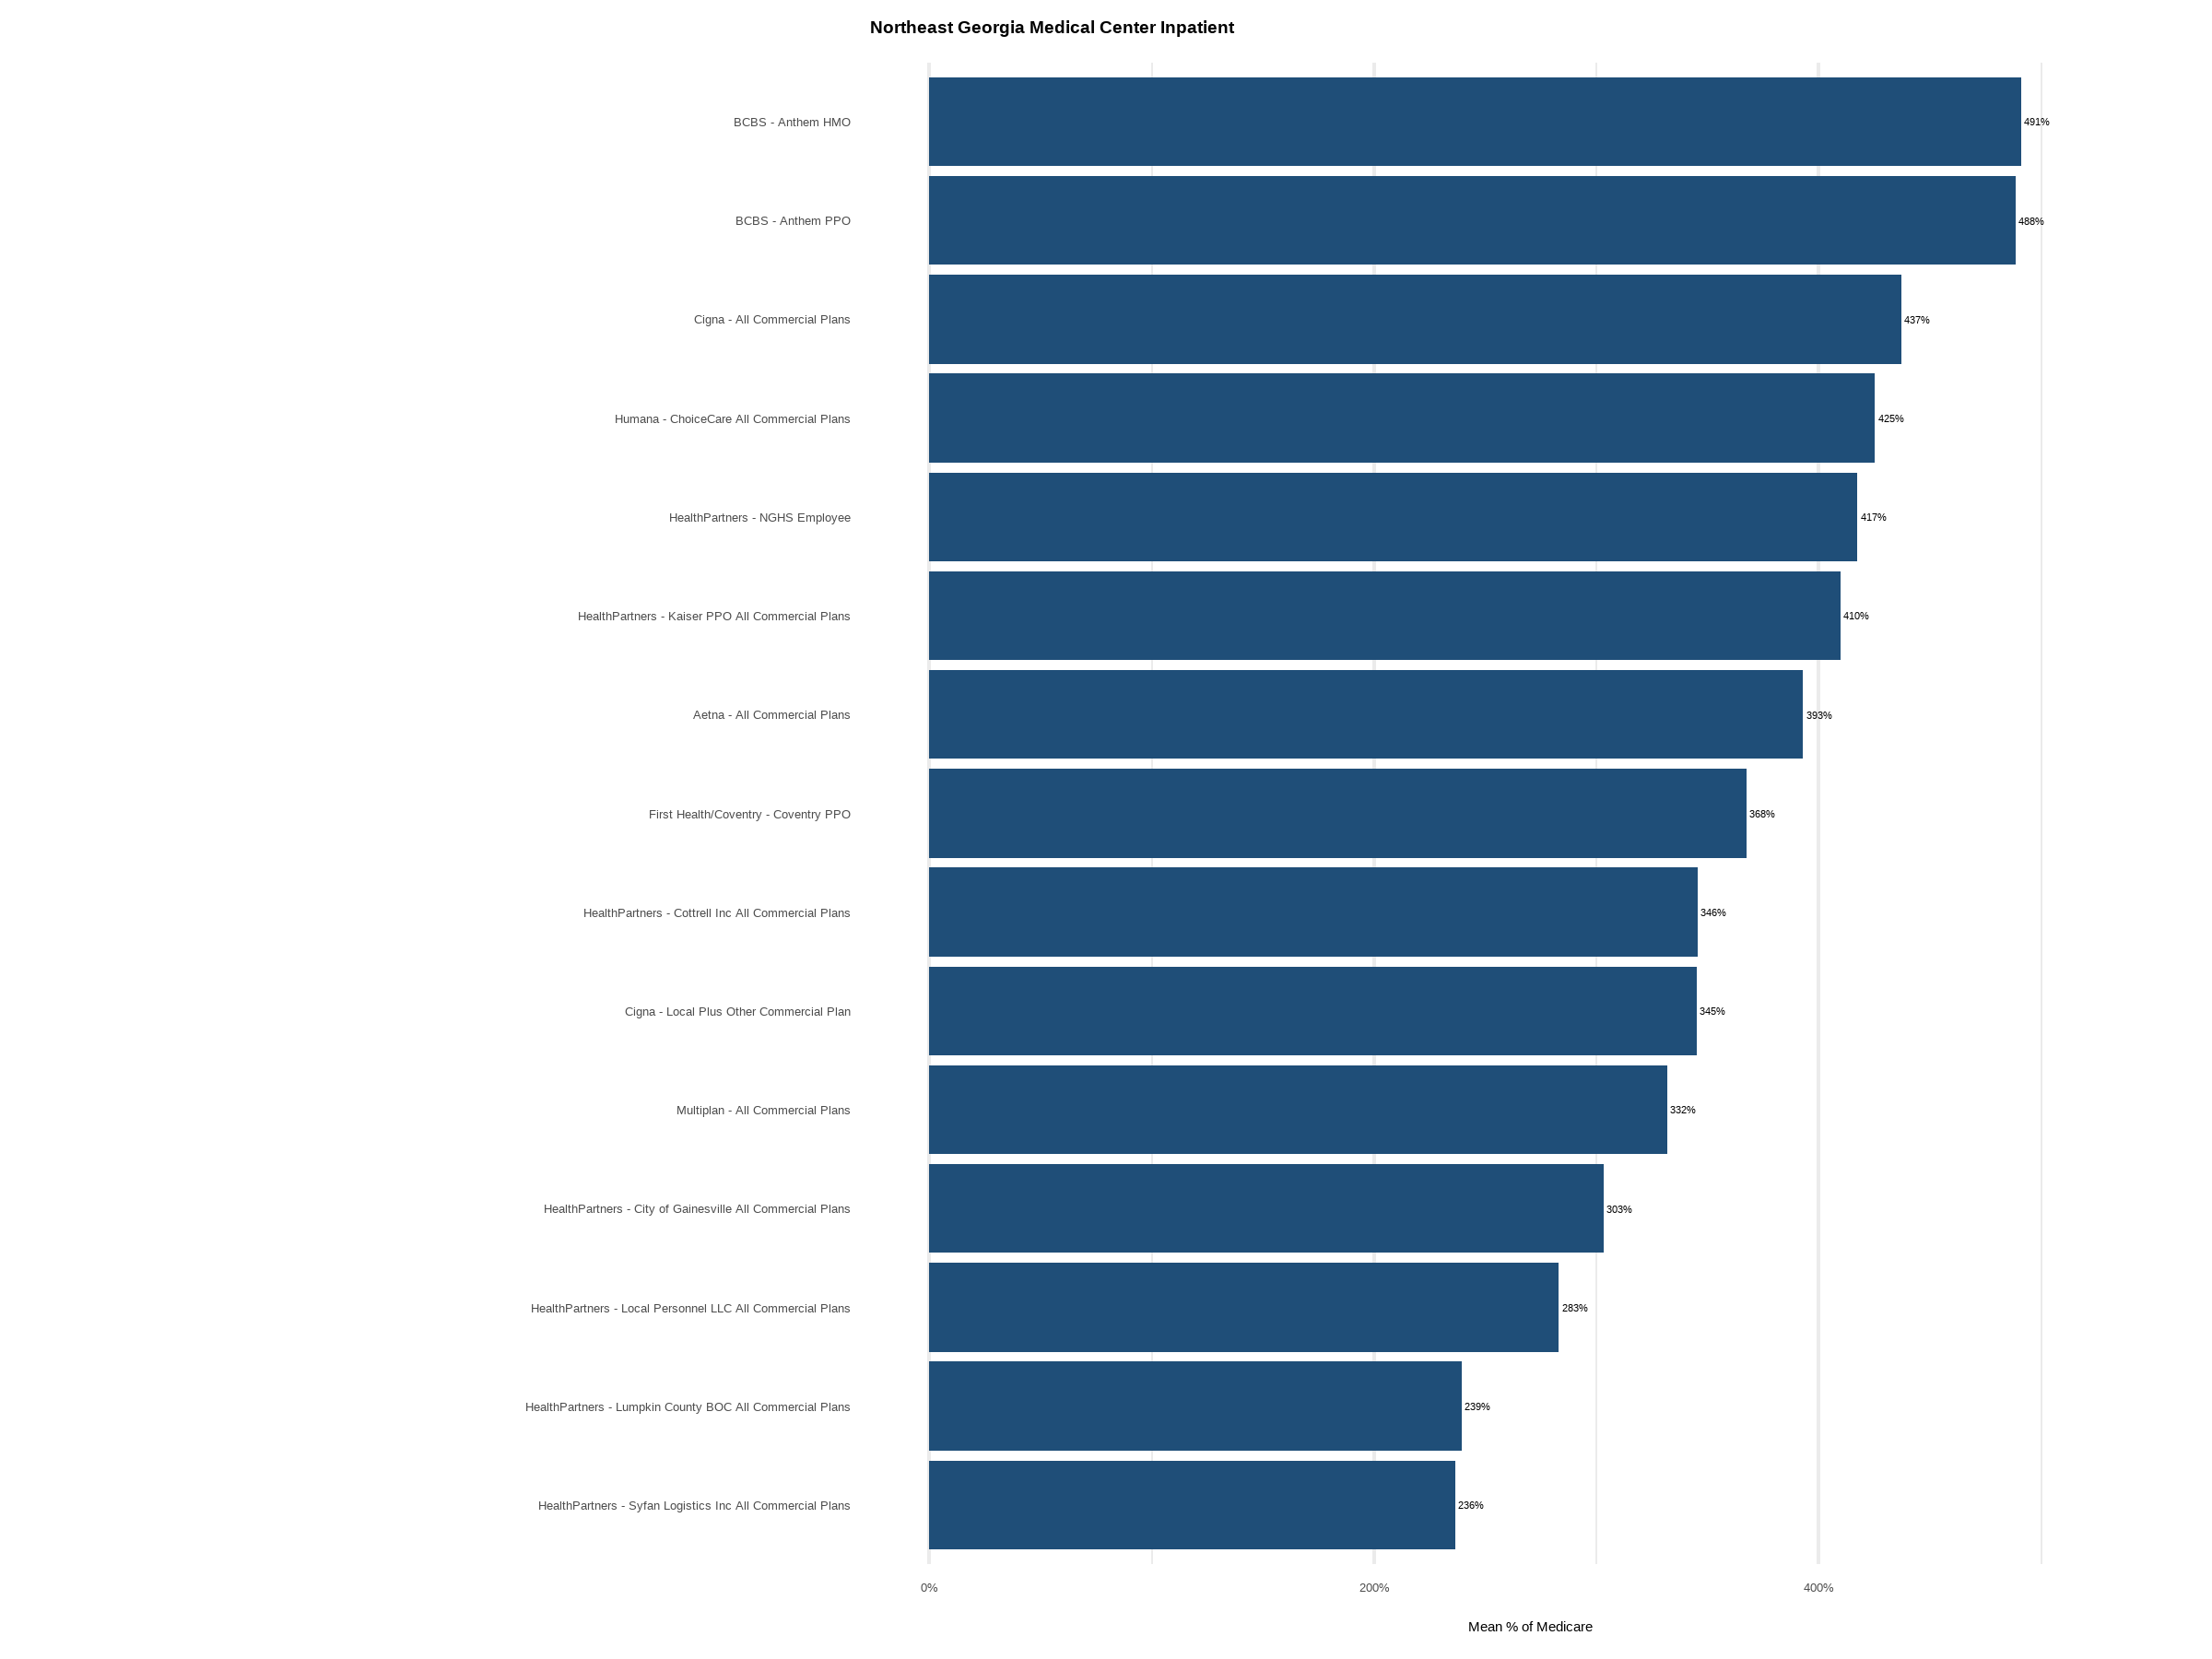 Northeast Georgia Medical Center Inpatient
BCBS - Anthem HMO 491%
BCBS - Anthem PPO 488%
Cigna - All Commercial Plans 437%
Humana - ChoiceCare All Commercial Plans 425%
HealthPartners - NGHS Employee 417%
HealthPartners - Kaiser PPO All Commercial Plans 410%
Aetna - All Commercial Plans 393%
First Health/Coventry - Coventry PPO 368%
HealthPartners - Cottrell Inc All Commercial Plans 346%
Cigna - Local Plus Other Commercial Plan 345%
Multiplan - All Commercial Plans 332%
HealthPartners - City of Gainesville All Commercial Plans 303%
HealthPartners - Local Personnel LLC All Commercial Plans 283%
HealthPartners - Lumpkin County BOC All Commercial Plans 239%
HealthPartners - Syfan Logistics Inc All Commercial Plans 236%
0% 200% 400%
Mean % of Medicare